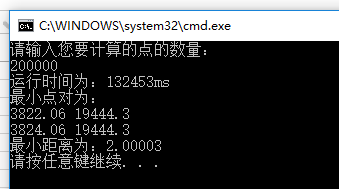 C:\WINDOWS\system32\cmd.exe
请输入您要计算的点的数量:
200000
运行时间为: 132453ms
最小点对为:
3822.06 19444.3
3824.06 19444.3
最小距离为: 2.00003
请按任意键继续. . .